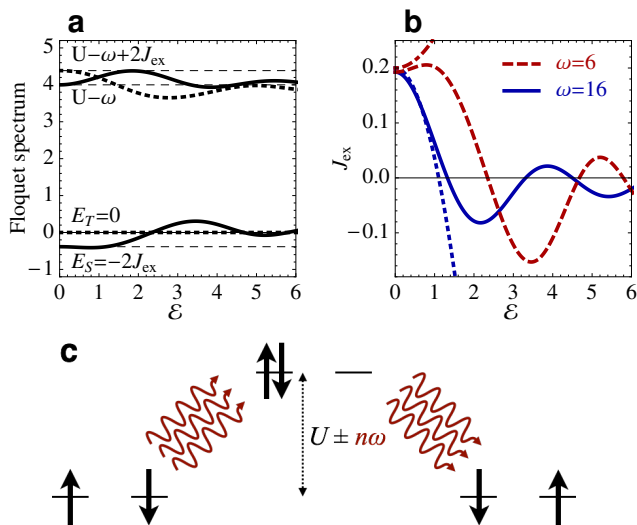 a
b
5
4
3
2
1
0
−1
U−ω+2Jex
U−ω
E_T=0
E_S=−2Jex
Floquet spectrum
0 1 2 3 4 5 6
ℰ
0.2
0.1
0.0
−0.1
J_ex
ω=6
ω=16
0 1 2 3 4 5 6
ℰ
c
U ± nω